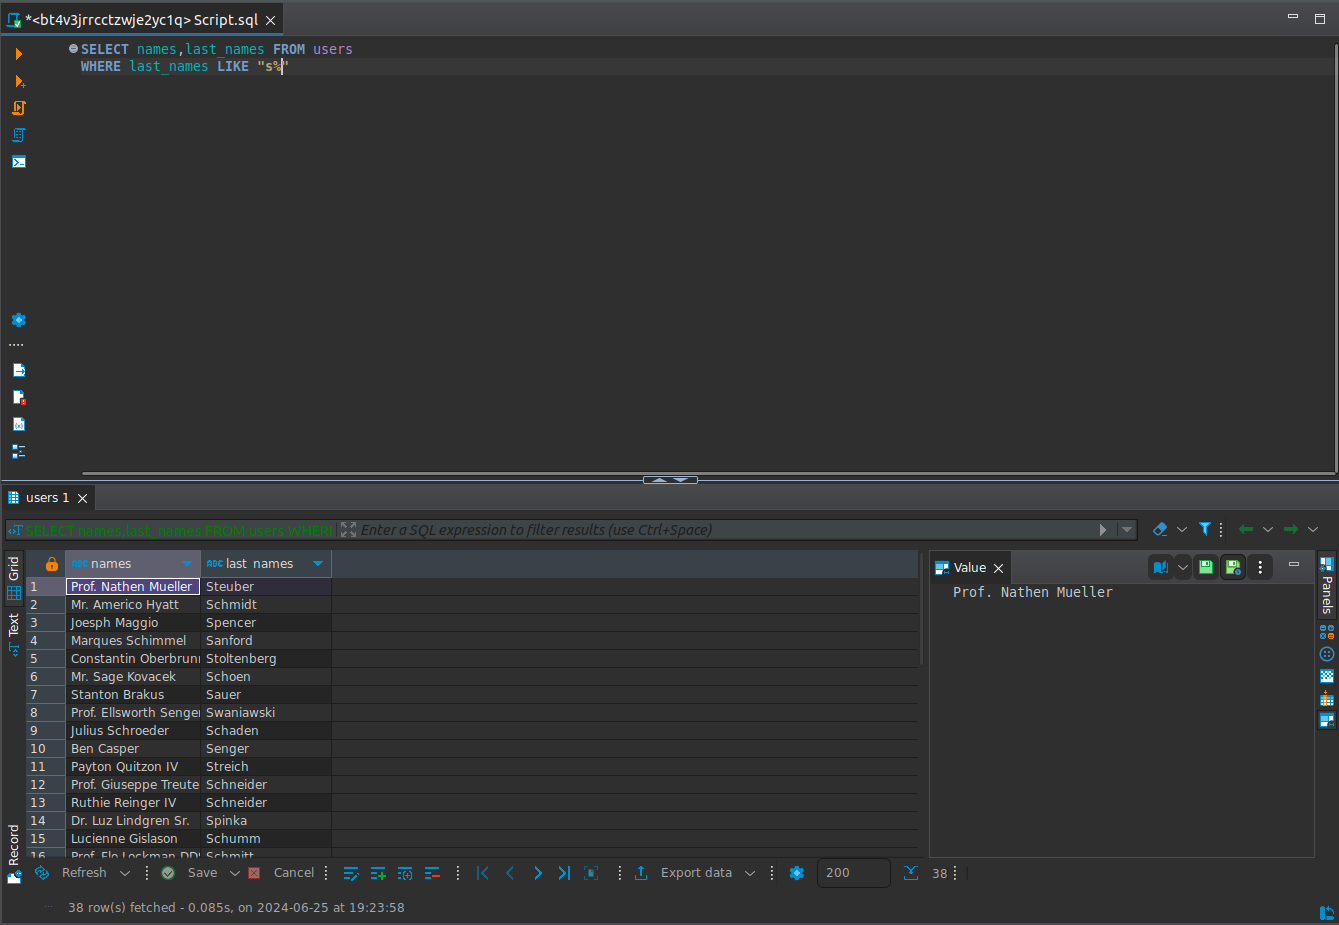 *<bt4v3jrrcctzwje2yc1q> Script.sql
SELECT names,last_names FROM users
WHERE last_names LIKE "s%"
users 1
SELECT names,last_names FROM users WHERE
Enter a SQL expression to filter results (use Ctrl+Space)
Grid
Text
Record
ABC names ABC last_names
1 Prof. Nathen Mueller Steuber
2 Mr. Americo Hyatt Schmidt
3 Joesph Maggio Spencer
4 Marques Schimmel Sanford
5 Constantin Oberbrunn Stoltenberg
6 Mr. Sage Kovacek Schoen
7 Stanton Brakus Sauer
8 Prof. Ellsworth Senger Swaniawski
9 Julius Schroeder Schaden
10 Ben Casper Senger
11 Payton Quitzon IV Streich
12 Prof. Giuseppe Treute Schneider
13 Ruthie Reinger IV Schneider
14 Dr. Luz Lindgren Sr. Spinka
15 Lucienne Gislason Schumm
16 Prof. Flo Lockman DDS Schmitt
Value
Prof. Nathen Mueller
Panels
Refresh Save Cancel Export data 200 38
38 row(s) fetched - 0.085s, on 2024-06-25 at 19:23:58